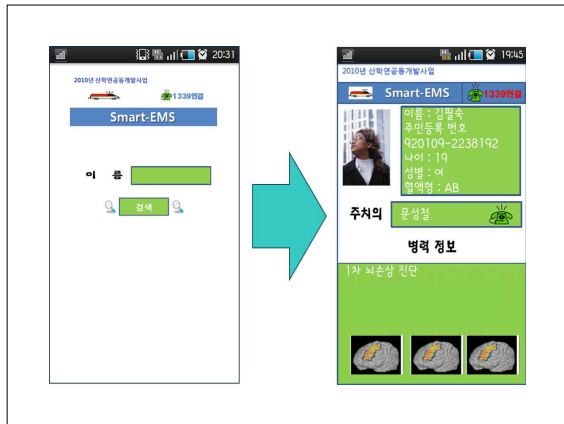 20:31
2010년 산학연공동개발사업
1339연결
Smart-EMS
이 름
검색
19:45
2010년 산학연공동개발사업
Smart-EMS
1339연결
이름 : 김필숙
주민등록 번호
920109-2238192
나이 : 19
성별 : 여
혈액형 : AB
주치의
문성철
병력 정보
1차 뇌손상 진단